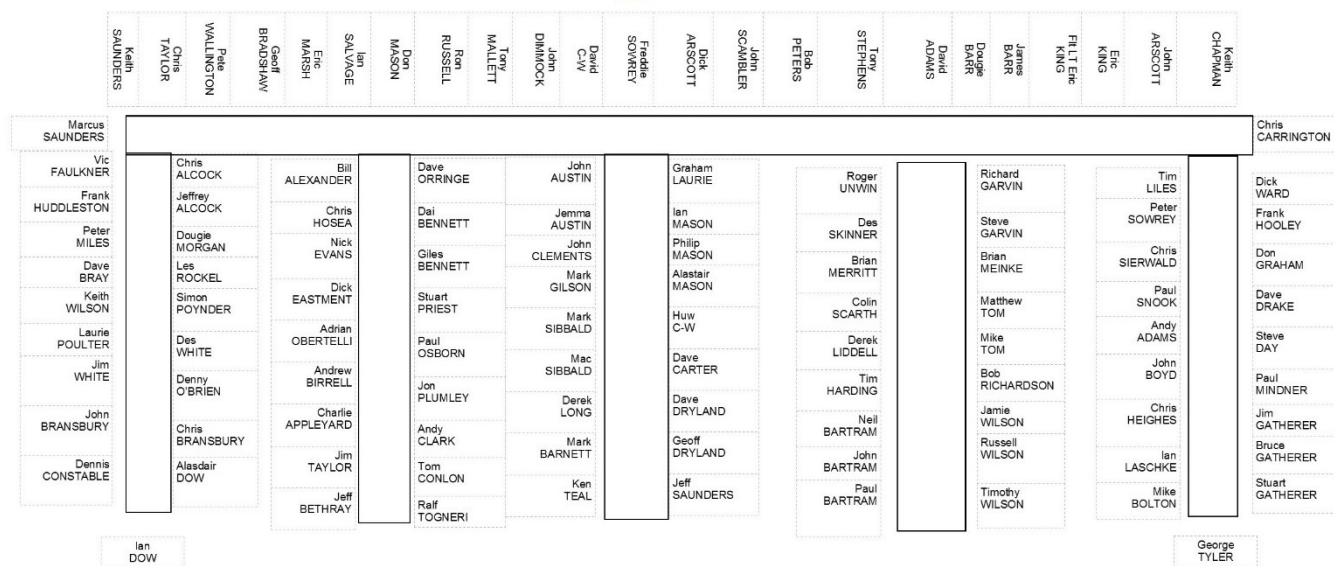 Keith
SAUNDERS
Chris
TAYLOR
Pete
WALLINGTON
Geoff
BRADSHAW
Eric
MARSH
Ian
SALVAGE
Don
MASON
Ron
RUSSELL
Tony
MALLETT
John
DIMMOCK
David
C-W
Freddie
SOWREY
Dick
ARSCOTT
John
SCAMBLER
Bob
PETERS
Tony
STEPHENS
David
ADAMS
Dougie
BARR
James
BARR
Flt LT Eric
KING
Eric
KING
John
ARSCOTT
Keith
CHAPMAN
Marcus
SAUNDERS
Chris
CARRINGTON
Vic
FAULKNER
Frank
HUDDLESTON
Peter
MILES
Dave
BRAY
Keith
WILSON
Laurie
POULTER
Jim
WHITE
John
BRANSBURY
Dennis
CONSTABLE
Chris
ALCOCK
Jeffrey
ALCOCK
Dougie
MORGAN
Les
ROCKEL
Simon
POYNDER
Des
WHITE
Denny
O'BRIEN
Chris
BRANSBURY
Alasdair
DOW
Bill
ALEXANDER
Chris
HOSEA
Nick
EVANS
Dick
EASTMENT
Adrian
OBERTELLI
Andrew
BIRRELL
Charlie
APPLEYARD
Jim
TAYLOR
Jeff
BETHRAY
Dave
ORRINGE
Dai
BENNETT
Giles
BENNETT
Stuart
PRIEST
Paul
OSBORN
Jon
PLUMLEY
Andy
CLARK
Tom
CONLON
Ralf
TOGNERI
John
AUSTIN
Jemma
AUSTIN
John
CLEMENTS
Mark
GILSON
Mark
SIBBALD
Mac
SIBBALD
Derek
LONG
Mark
BARNETT
Ken
TEAL
Graham
LAURIE
Ian
MASON
Philip
MASON
Alastair
MASON
Huw
C-W
Dave
CARTER
Dave
DRYLAND
Geoff
DRYLAND
Jeff
SAUNDERS
Roger
UNWIN
Des
SKINNER
Brian
MERRITT
Colin
SCARTH
Derek
LIDDELL
Tim
HARDING
Neil
BARTRAM
John
BARTRAM
Paul
BARTRAM
Richard
GARVIN
Steve
GARVIN
Brian
MEINKE
Matthew
TOM
Mike
TOM
Bob
RICHARDSON
Jamie
WILSON
Russell
WILSON
Timothy
WILSON
Tim
LILES
Peter
SOWREY
Chris
SIERWALD
Paul
SNOOK
Andy
ADAMS
John
BOYD
Chris
HEIGHES
Ian
LASCHKE
Mike
BOLTON
Dick
WARD
Frank
HOOLEY
Don
GRAHAM
Dave
DRAKE
Steve
DAY
Paul
MINDNER
Jim
GATHERER
Bruce
GATHERER
Stuart
GATHERER
Ian
DOW
George
TYLER